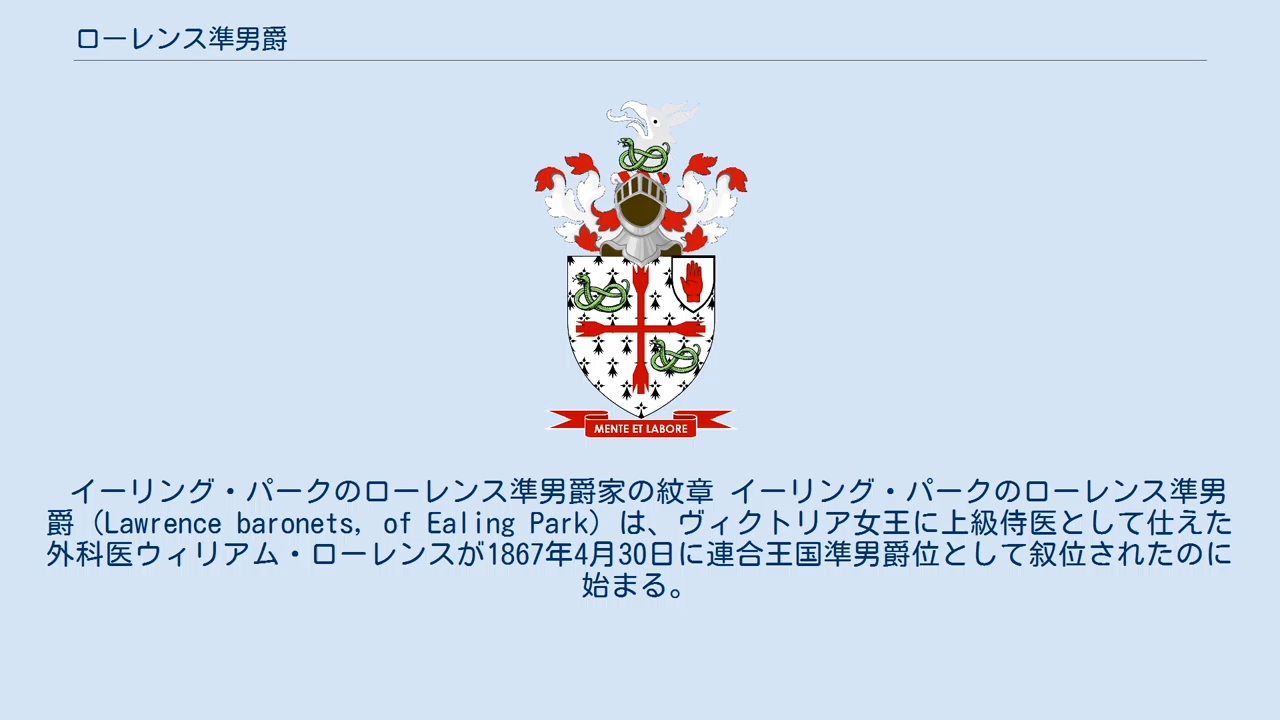 ローレンス準男爵
MENTE ET LABORE
イーリング・パークのローレンス準男爵家の紋章 イーリング・パークのローレンス準男
爵（Lawrence baronets, of Ealing Park）は、ヴィクトリア女王に上級侍医として仕えた
外科医ウィリアム・ローレンスが1867年4月30日に連合王国準男爵位として叙位されたのに
始まる。